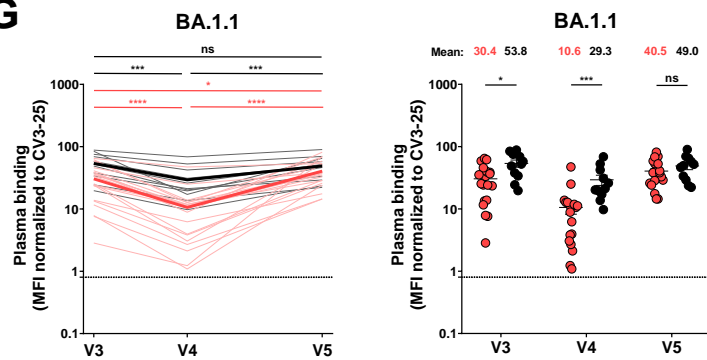 G
BA.1.1
ns
***
***
*
****
****
1000
100
10
1
0.1
Plasma binding
(MFI normalized to CV3-25)
V3
V4
V5
BA.1.1
Mean: 30.4 53.8 10.6 29.3 40.5 49.0
*
***
ns
1000
100
10
1
0.1
Plasma binding
(MFI normalized to CV3-25)
V3
V4
V5